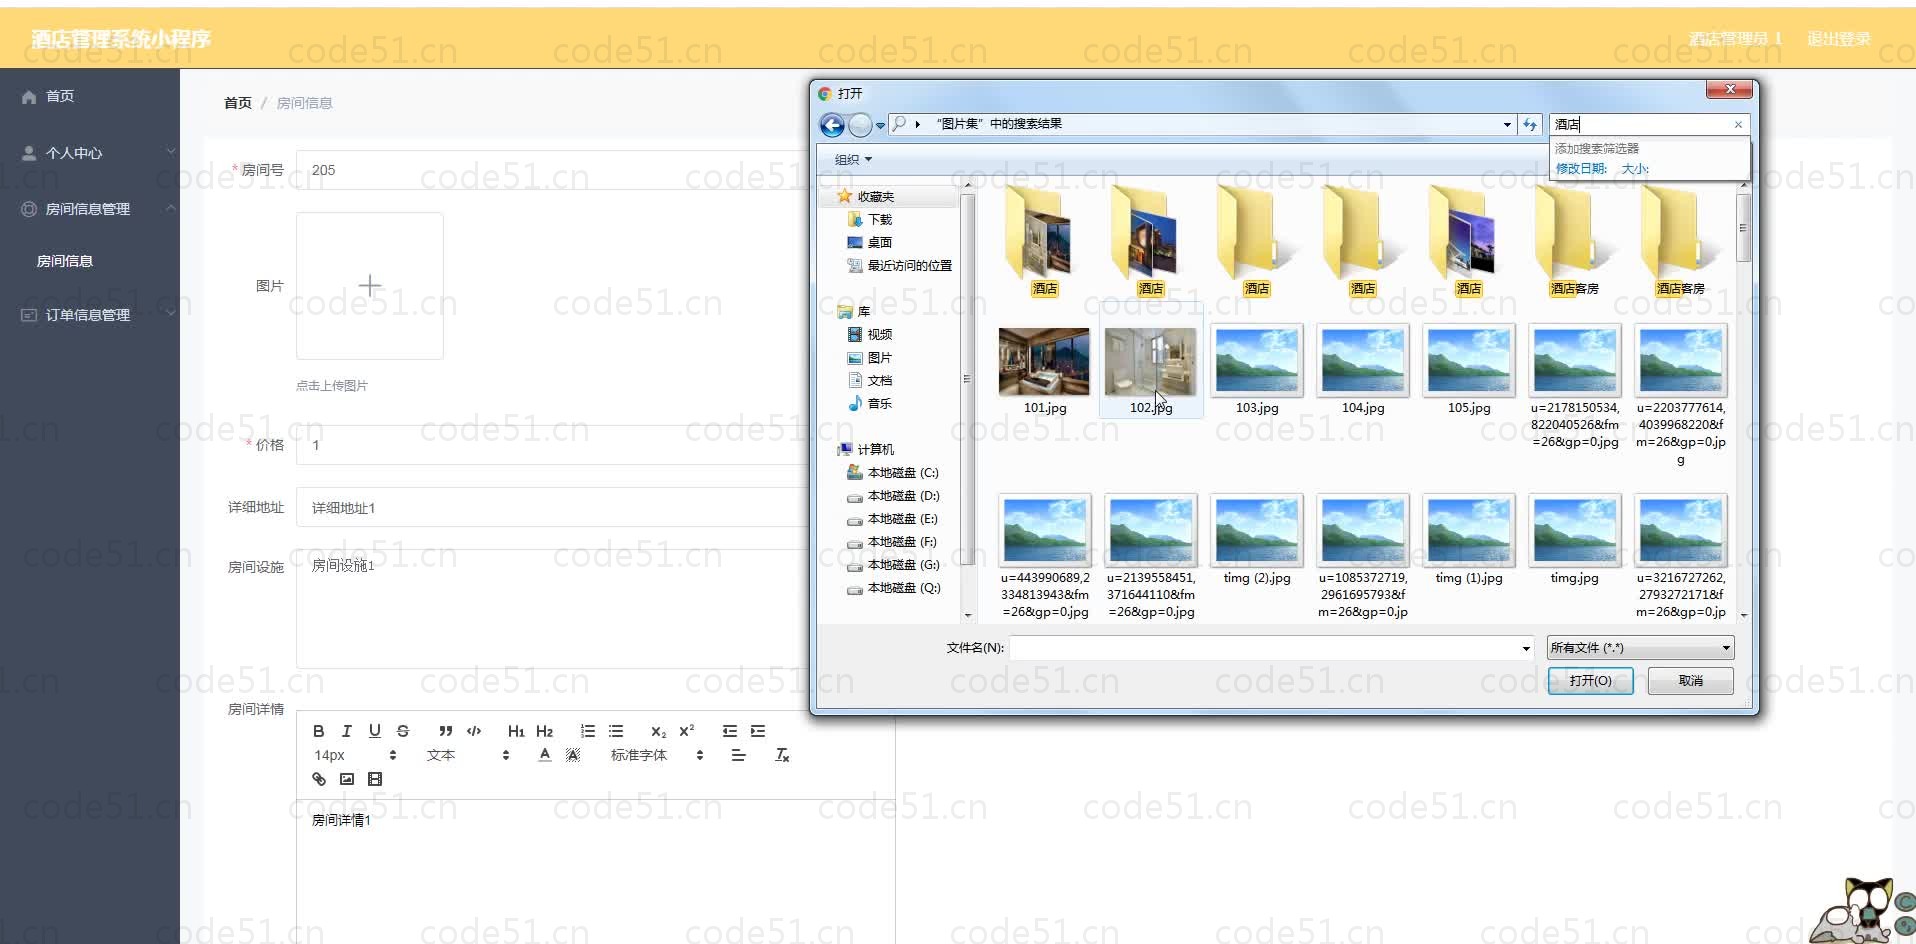 酒店管理系统小程序
酒店管理员 1 退出登录
首页
个人中心
房间信息管理
房间信息
订单信息管理
首页 / 房间信息
*房间号 205
图片
点击上传图片
*价格 1
详细地址 详细地址1
房间设施 房间设施1
房间详情
B I U S H1 H2 X2 X2
14px 文本 A A 标准字体 Tx
房间详情1
打开
"图片集" 中的搜索结果
酒店
添加搜索筛选器
修改日期: 大小:
组织
收藏夹
下载
桌面
最近访问的位置
库
视频
图片
文档
音乐
计算机
本地磁盘 (C:)
本地磁盘 (D:)
本地磁盘 (E:)
本地磁盘 (F:)
本地磁盘 (G:)
本地磁盘 (Q:)
酒店 酒店 酒店 酒店 酒店 酒店客房 酒店客房
101.jpg 102.jpg 103.jpg 104.jpg 105.jpg
u=2178150534,
822040526&fm
=26&gp=0.jpg
u=2203777614,
4039968220&f
m=26&gp=0.jp
g
u=443990689,2
334813943&fm
=26&gp=0.jpg
u=2139558451,
371644110&fm
=26&gp=0.jpg
timg (2).jpg
u=1085372719,
2961695793&f
m=26&gp=0.jp
timg (1).jpg
timg.jpg
u=3216727262,
2793272171&f
m=26&gp=0.jp
文件名(N):
所有文件 (*.*)
打开(O) 取消
code51.cn